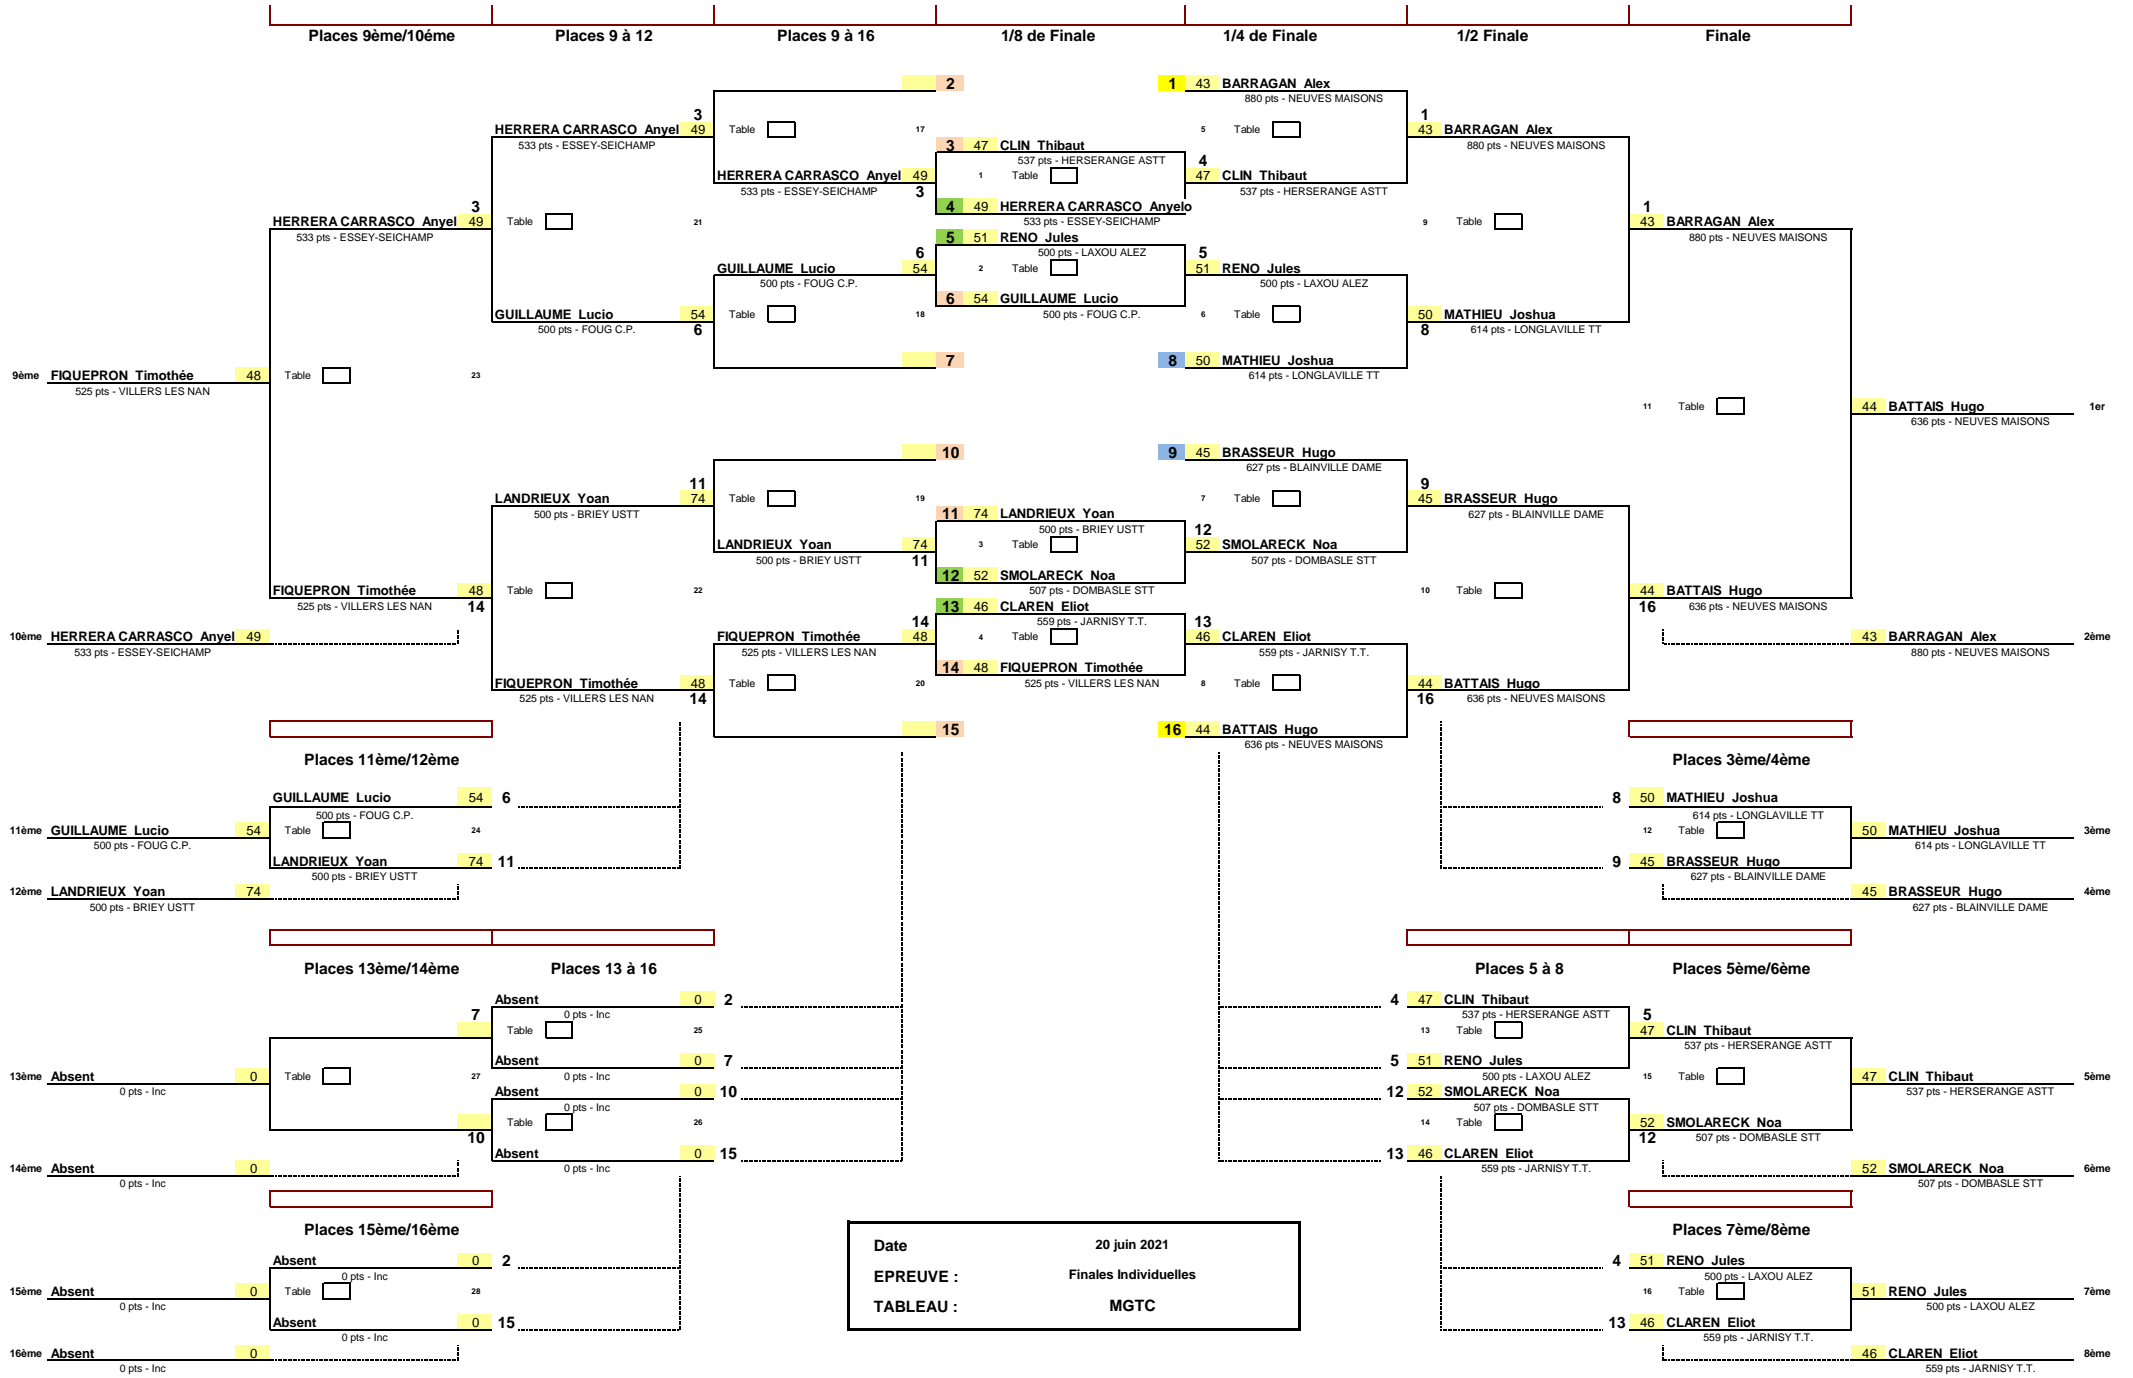 Places 9ème/10éme Places 9 à 12 Places 9 à 16 1/8 de Finale 1/4 de Finale 1/2 Finale Finale
2 1 43 BARRAGAN Alex
880 pts - NEUVES MAISONS
3 1
HERRERA CARRASCO Anyel 49 Table 17 5 Table 43 BARRAGAN Alex
533 pts - ESSEY-SEICHAMP 3 47 CLIN Thibaut 880 pts - NEUVES MAISONS
537 pts - HERSERANGE ASTT 4
HERRERA CARRASCO Anyel 49 1 Table 47 CLIN Thibaut
533 pts - ESSEY-SEICHAMP 3 537 pts - HERSERANGE ASTT
3 4 49 HERRERA CARRASCO Anyelo 1
HERRERA CARRASCO Anyel 49 Table 21 533 pts - ESSEY-SEICHAMP 9 Table 43 BARRAGAN Alex
533 pts - ESSEY-SEICHAMP 5 51 RENO Jules 880 pts - NEUVES MAISONS
6 500 pts - LAXOU ALEZ 5
GUILLAUME Lucio 54 2 Table 51 RENO Jules
500 pts - FOUG C.P. 500 pts - LAXOU ALEZ
6 54 GUILLAUME Lucio
GUILLAUME Lucio 54 Table 18 500 pts - FOUG C.P. 6 Table 50 MATHIEU Joshua
500 pts - FOUG C.P. 6 8 614 pts - LONGLAVILLE TT
7 8 50 MATHIEU Joshua
9ème FIQUEPRON Timothée 48 Table 23 614 pts - LONGLAVILLE TT
525 pts - VILLERS LES NAN
11 Table 44 BATTAIS Hugo 1er
636 pts - NEUVES MAISONS
10 9 45 BRASSEUR Hugo
627 pts - BLAINVILLE DAME
11 9
LANDRIEUX Yoan 74 Table 19 7 Table 45 BRASSEUR Hugo
500 pts - BRIEY USTT 11 74 LANDRIEUX Yoan 627 pts - BLAINVILLE DAME
500 pts - BRIEY USTT 12
LANDRIEUX Yoan 74 3 Table 52 SMOLARECK Noa
500 pts - BRIEY USTT 11 507 pts - DOMBASLE STT
12 52 SMOLARECK Noa
FIQUEPRON Timothée 48 Table 22 507 pts - DOMBASLE STT 10 Table 44 BATTAIS Hugo
525 pts - VILLERS LES NAN 14 13 46 CLAREN Eliot 16 636 pts - NEUVES MAISONS
14 559 pts - JARNISY T.T. 13
10ème HERRERA CARRASCO Anyel 49 FIQUEPRON Timothée 48 4 Table 46 CLAREN Eliot 43 BARRAGAN Alex 2ème
533 pts - ESSEY-SEICHAMP 525 pts - VILLERS LES NAN 559 pts - JARNISY T.T. 880 pts - NEUVES MAISONS
14 48 FIQUEPRON Timothée
FIQUEPRON Timothée 48 Table 20 525 pts - VILLERS LES NAN 8 Table 44 BATTAIS Hugo
525 pts - VILLERS LES NAN 14 16 636 pts - NEUVES MAISONS
15 16 44 BATTAIS Hugo
636 pts - NEUVES MAISONS
Places 11ème/12ème Places 3ème/4ème
GUILLAUME Lucio 54 6 8 50 MATHIEU Joshua
500 pts - FOUG C.P. 614 pts - LONGLAVILLE TT
11ème GUILLAUME Lucio 54 Table 24 12 Table 50 MATHIEU Joshua 3ème
500 pts - FOUG C.P. 614 pts - LONGLAVILLE TT
LANDRIEUX Yoan 74 11 9 45 BRASSEUR Hugo
500 pts - BRIEY USTT 627 pts - BLAINVILLE DAME
12ème LANDRIEUX Yoan 74 45 BRASSEUR Hugo 4ème
500 pts - BRIEY USTT 627 pts - BLAINVILLE DAME
Places 13ème/14ème Places 13 à 16 Places 5 à 8 Places 5ème/6ème
Absent 0 2 4 47 CLIN Thibaut
7 0 pts - Inc 537 pts - HERSERANGE ASTT 5
Table 25 13 Table 47 CLIN Thibaut
537 pts - HERSERANGE ASTT
Absent 0 7 5 51 RENO Jules
13ème Absent 0 Table 27 0 pts - Inc 500 pts - LAXOU ALEZ 15 Table 47 CLIN Thibaut 5ème
0 pts - Inc Absent 0 10 12 52 SMOLARECK Noa 537 pts - HERSERANGE ASTT
0 pts - Inc 507 pts - DOMBASLE STT
Table 26 14 Table 52 SMOLARECK Noa
10 12 507 pts - DOMBASLE STT
Absent 0 15 13 46 CLAREN Eliot
14ème Absent 0 0 pts - Inc 559 pts - JARNISY T.T. 52 SMOLARECK Noa 6ème
0 pts - Inc 507 pts - DOMBASLE STT
Places 15ème/16ème Places 7ème/8ème
Date 20 juin 2021
Absent 0 2 4 51 RENO Jules
0 pts - Inc EPREUVE : Finales Individuelles 500 pts - LAXOU ALEZ
15ème Absent 0 Table 28 16 Table 51 RENO Jules 7ème
0 pts - Inc TABLEAU : MGTC 500 pts - LAXOU ALEZ
Absent 0 15 13 46 CLAREN Eliot
0 pts - Inc 559 pts - JARNISY T.T.
16ème Absent 0 46 CLAREN Eliot 8ème
0 pts - Inc 559 pts - JARNISY T.T.